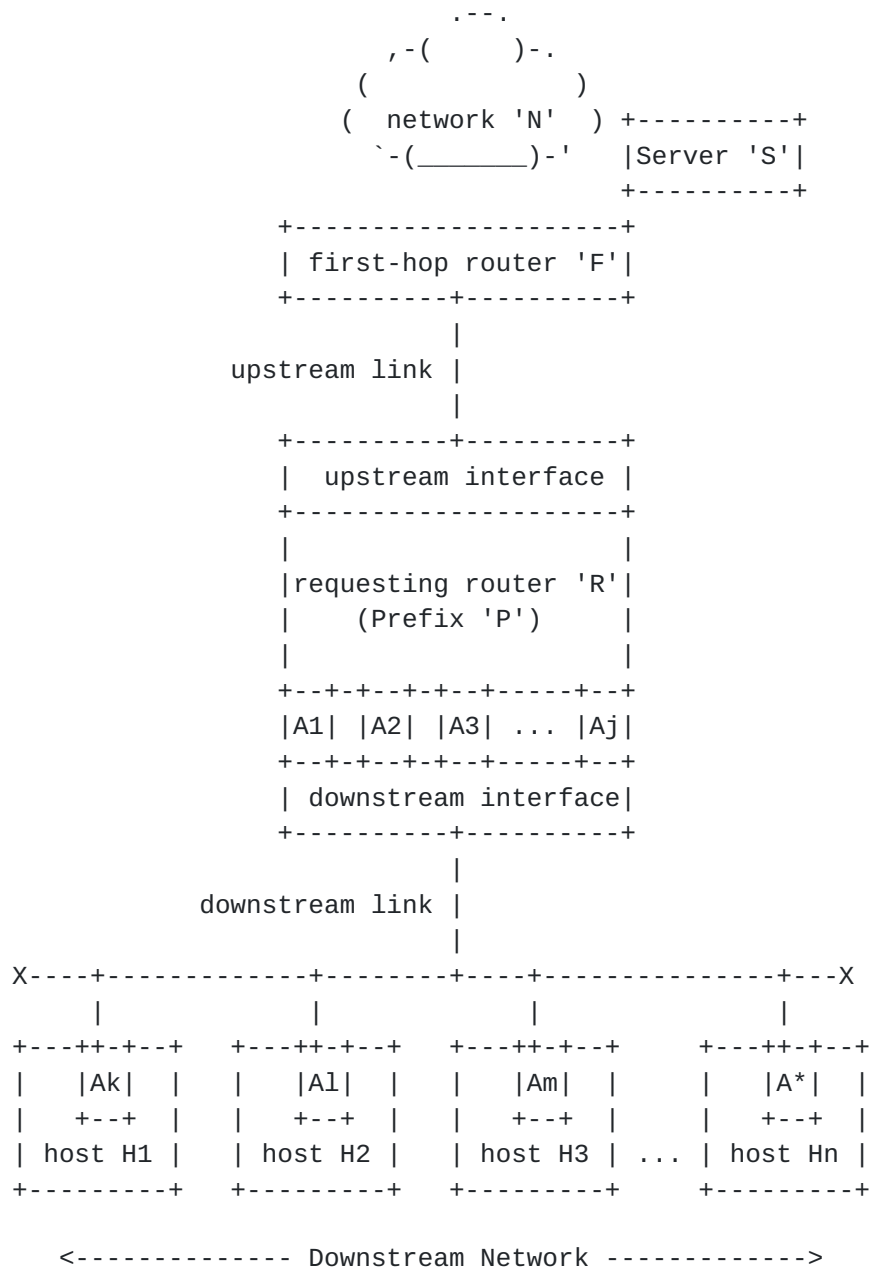 .--.
                         ,-(      )-.
                       (              )
                      (  network 'N'  ) +----------+
                        `-(_______)-'   |Server 'S'|
                                        +----------+
                  +---------------------+
                  | first-hop router 'F'|
                  +----------+----------+
                             |
               upstream link |
                             |
                  +----------+----------+
                  |  upstream interface |
                  +---------------------+
                  |                     |
                  |requesting router 'R'|
                  |    (Prefix 'P')     |
                  |                     |
                  +--+-+--+-+--+-----+--+
                  |A1| |A2| |A3| ... |Aj|
                  +--+-+--+-+--+-----+--+
                  | downstream interface|
                  +----------+----------+
                             |
             downstream link |
                             |
 X----+-------------+--------+----+---------------+---X
      |             |             |               |
 +---++-+--+   +---++-+--+   +---++-+--+     +---++-+--+
 |   |Ak|  |   |   |Al|  |   |   |Am|  |     |   |A*|  |
 |   +--+  |   |   +--+  |   |   +--+  |     |   +--+  |
 | host H1 |   | host H2 |   | host H3 | ... | host Hn |
 +---------+   +---------+   +---------+     +---------+

    <-------------- Downstream Network ------------->